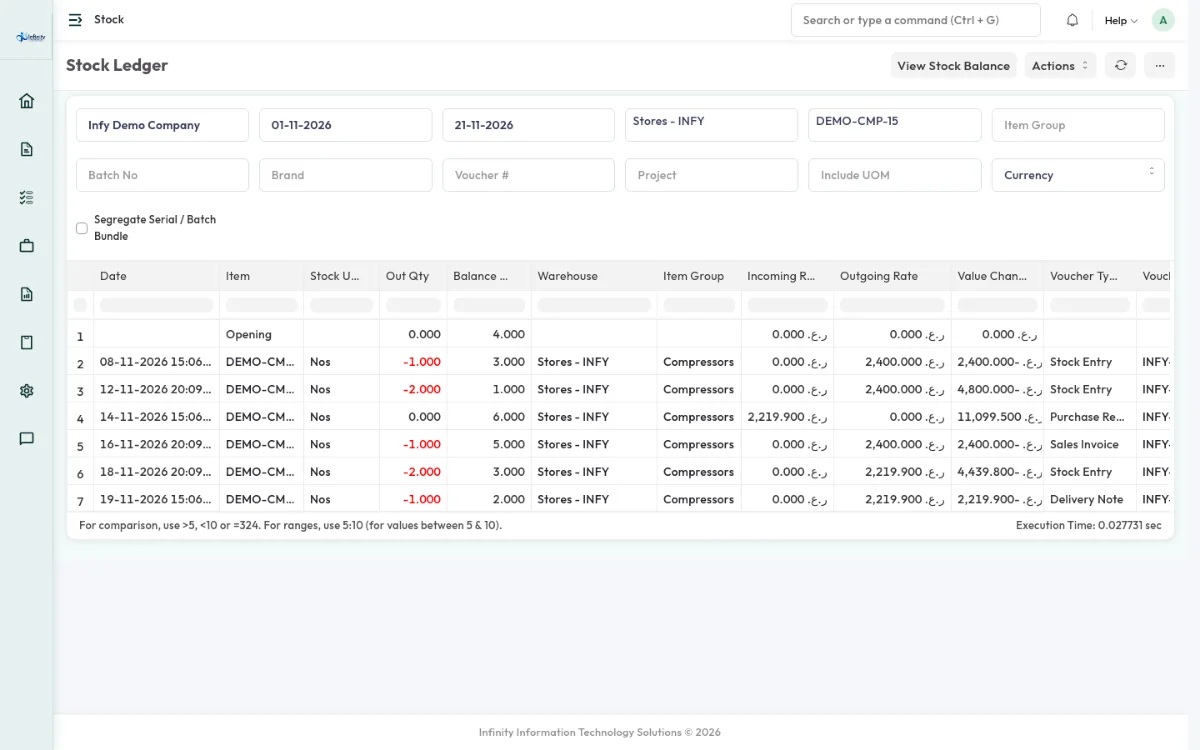 Stock
Search or type a command (Ctrl + G)
Help
A
Infinity
Stock Ledger
View Stock Balance
Actions
Infy Demo Company
01-11-2026
21-11-2026
Stores - INFY
DEMO-CMP-15
Item Group
Batch No
Brand
Voucher #
Project
Include UOM
Currency
Segregate Serial / Batch
Bundle
Date Item Stock U... Out Qty Balance ... Warehouse Item Group Incoming R... Outgoing Rate Value Chan... Voucher Ty... Voucl
1 Opening 0.000 4.000 ر.ع. 0.000 ر.ع. 0.000 ر.ع. 0.000
2 08-11-2026 15:06... DEMO-CM... Nos -1.000 3.000 Stores - INFY Compressors ر.ع. 0.000 ر.ع. 2,400.000 ر.ع. -2,400.000 Stock Entry INFY-
3 12-11-2026 20:09... DEMO-CM... Nos -2.000 1.000 Stores - INFY Compressors ر.ع. 0.000 ر.ع. 2,400.000 ر.ع. -4,800.000 Stock Entry INFY-
4 14-11-2026 15:06... DEMO-CM... Nos 0.000 6.000 Stores - INFY Compressors ر.ع. 2,219.900 ر.ع. 0.000 ر.ع. 11,099.500 Purchase Re... INFY-
5 16-11-2026 20:09... DEMO-CM... Nos -1.000 5.000 Stores - INFY Compressors ر.ع. 0.000 ر.ع. 2,400.000 ر.ع. -2,400.000 Sales Invoice INFY-
6 18-11-2026 20:09... DEMO-CM... Nos -2.000 3.000 Stores - INFY Compressors ر.ع. 0.000 ر.ع. 2,219.900 ر.ع. -4,439.800 Stock Entry INFY-
7 19-11-2026 15:06... DEMO-CM... Nos -1.000 2.000 Stores - INFY Compressors ر.ع. 0.000 ر.ع. 2,219.900 ر.ع. -2,219.900 Delivery Note INFY-
For comparison, use >5, <10 or =324. For ranges, use 5:10 (for values between 5 & 10).
Execution Time: 0.027731 sec
Infinity Information Technology Solutions © 2026